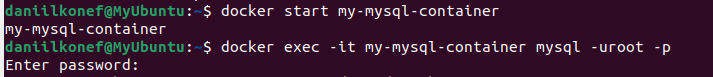 daniilkonef@MyUbuntu:~$ docker start my-mysql-container
my-mysql-container
daniilkonef@MyUbuntu:~$ docker exec -it my-mysql-container mysql -uroot -p
Enter password: